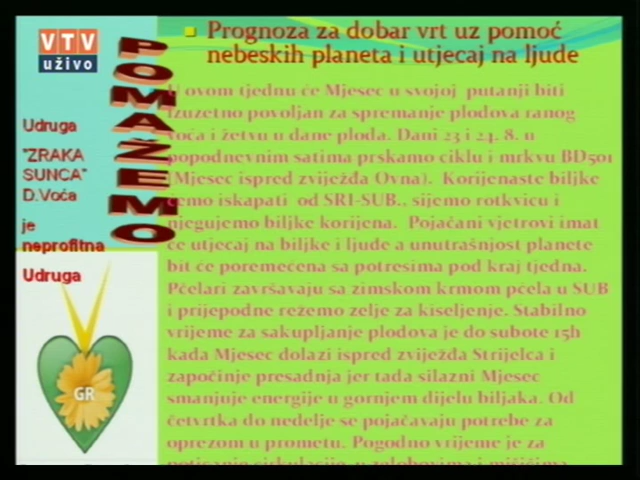 VTV
uživo
POMAŽEMO
Udruga
"ZRAKA
SUNCA"
D.Voća
je
neprofitna
Udruga
GR
Prognoza za dobar vrt uz pomoć
nebeskih planeta i utjecaj na ljude
U ovom tjednu će Mjesec u svojoj putanji biti
izuzetno povoljan za spremanje plodova ranog
voća i žetvu u dane ploda. Dani 23 i 24. 8. u
popodnevnim satima prskamo ciklu i mrkvu BD501
(Mjesec ispred zviježđa Ovna). Korijenaste biljke
ćemo iskapati od SRI-SUB.. sijemo rotkvicu i
njegujemo biljke korijena. Pojačani vjetrovi imat
će utjecaj na biljke i ljude a unutrašnjost planete
bit će poremećena sa potresima pod kraj tjedna.
Pčelari završavaju sa zimskom krmom pčela u SUB
i prijepodne režemo zelje za kiseljenje. Stabilno
vrijeme za sakupljanje plodova je do subote 15h
kada Mjesec dolazi ispred zviježđa Strijelca i
započinje presadnja jer tada silazni Mjesec
smanjuje energije u gornjem dijelu biljaka. Od
četvrtka do nedelje se pojačavaju potrebe za
oprezom u prometu. Pogodno vrijeme je za
poticanje cirkulacije u zglobovima i mišićima